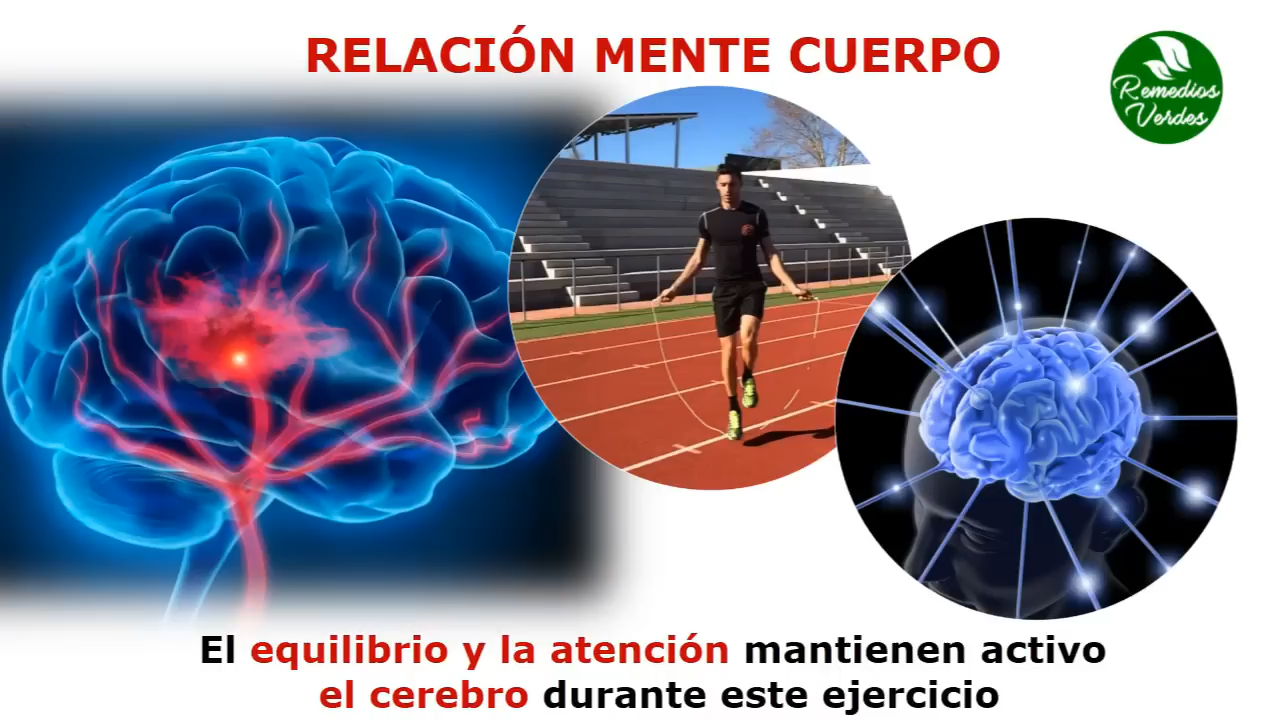 RELACIÓN MENTE CUERPO
Remedios
Verdes
El equilibrio y la atención mantienen activo
el cerebro durante este ejercicio